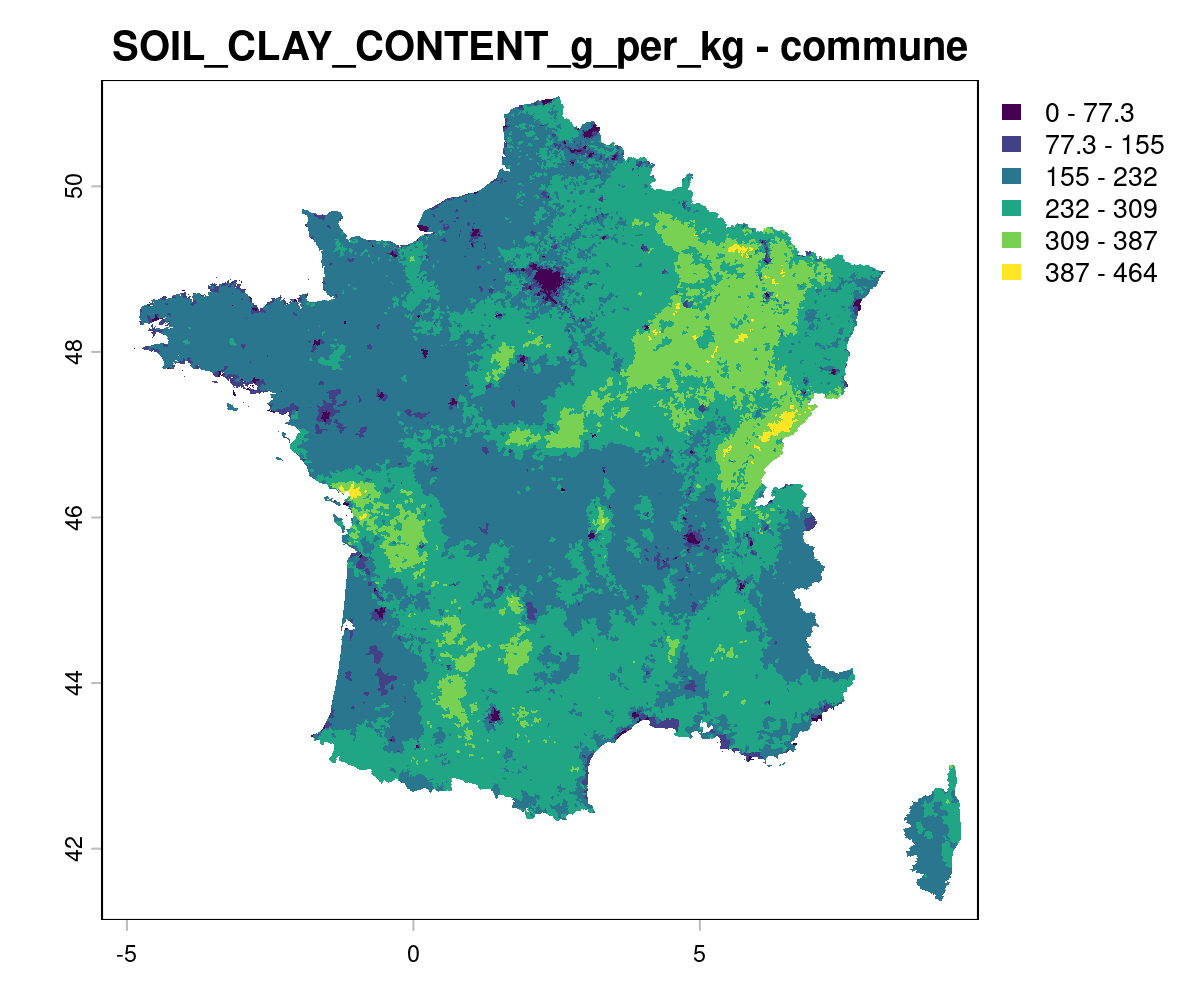 SOIL_CLAY_CONTENT_g_per_kg - commune
0 - 77.3
77.3 - 155
155 - 232
232 - 309
309 - 387
387 - 464
50
48
46
44
42
-5 0 5